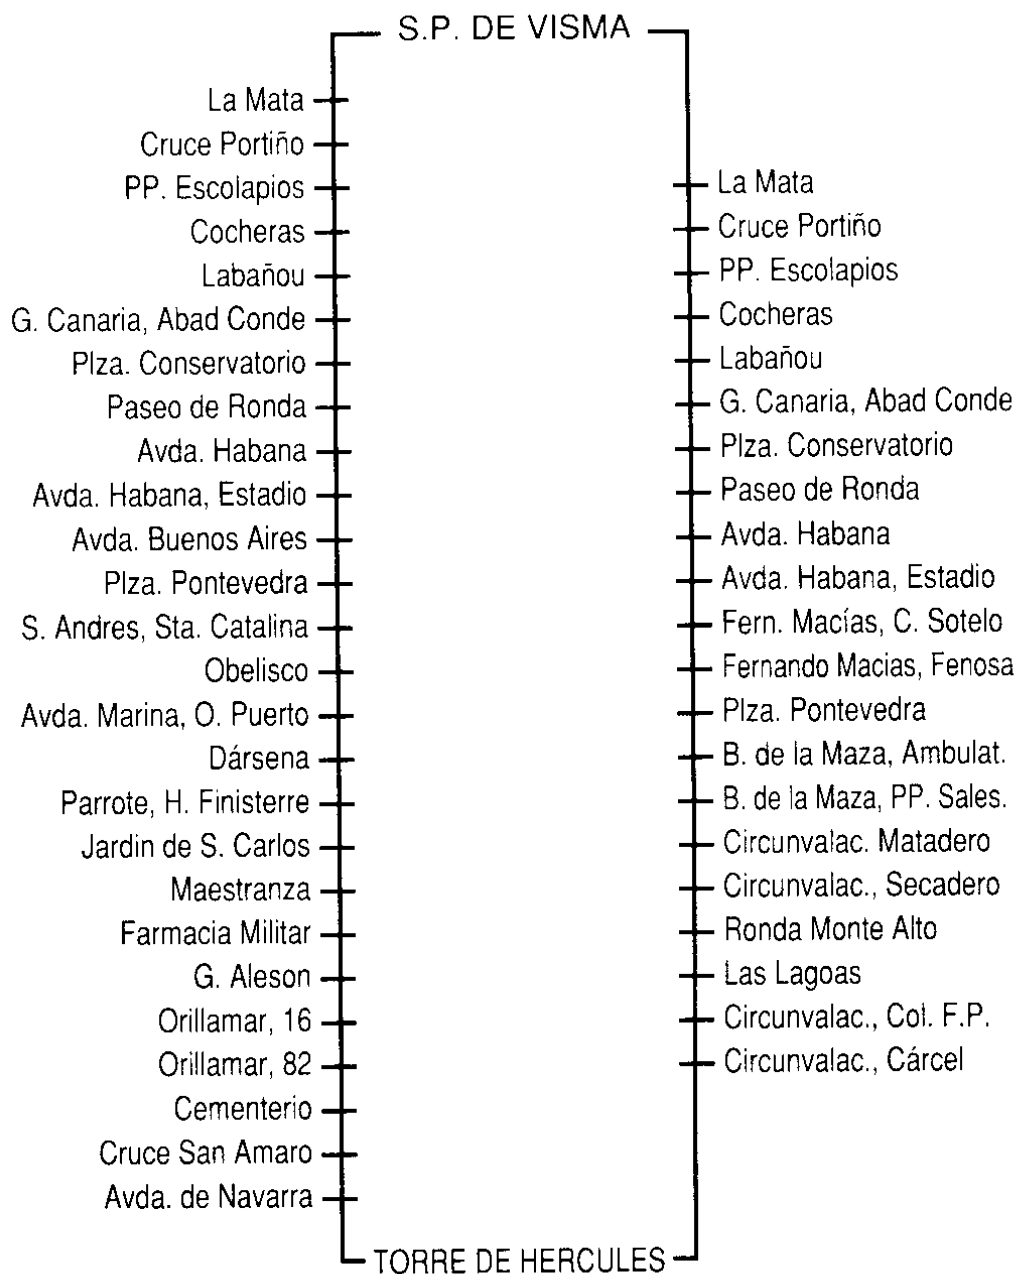 S.P. DE VISMA
La Mata
Cruce Portiño
PP. Escolapios
Cocheras
Labañou
G. Canaria, Abad Conde
Plza. Conservatorio
Paseo de Ronda
Avda. Habana
Avda. Habana, Estadio
Avda. Buenos Aires
Plza. Pontevedra
S. Andres, Sta. Catalina
Obelisco
Avda. Marina, O. Puerto
Dársena
Parrote, H. Finisterre
Jardin de S. Carlos
Maestranza
Farmacia Militar
G. Aleson
Orillamar, 16
Orillamar, 82
Cementerio
Cruce San Amaro
Avda. de Navarra
La Mata
Cruce Portiño
PP. Escolapios
Cocheras
Labañou
G. Canaria, Abad Conde
Plza. Conservatorio
Paseo de Ronda
Avda. Habana
Avda. Habana, Estadio
Fern. Macías, C. Sotelo
Fernando Macias, Fenosa
Plza. Pontevedra
B. de la Maza, Ambulat.
B. de la Maza, PP. Sales.
Circunvalac. Matadero
Circunvalac., Secadero
Ronda Monte Alto
Las Lagoas
Circunvalac., Col. F.P.
Circunvalac., Cárcel
TORRE DE HERCULES